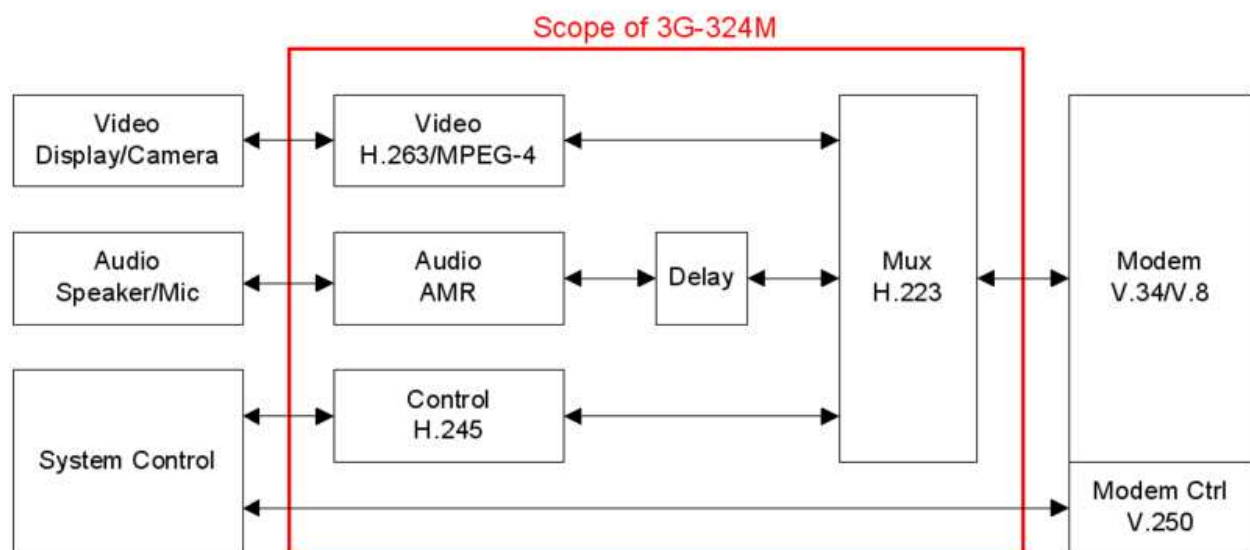 Scope of 3G-324M
Video
Display/Camera
Video
H.263/MPEG-4
Audio
Speaker/Mic
Audio
AMR
Delay
Mux
H.223
Modem
V.34/V.8
System Control
Control
H.245
Modem Ctrl
V.250